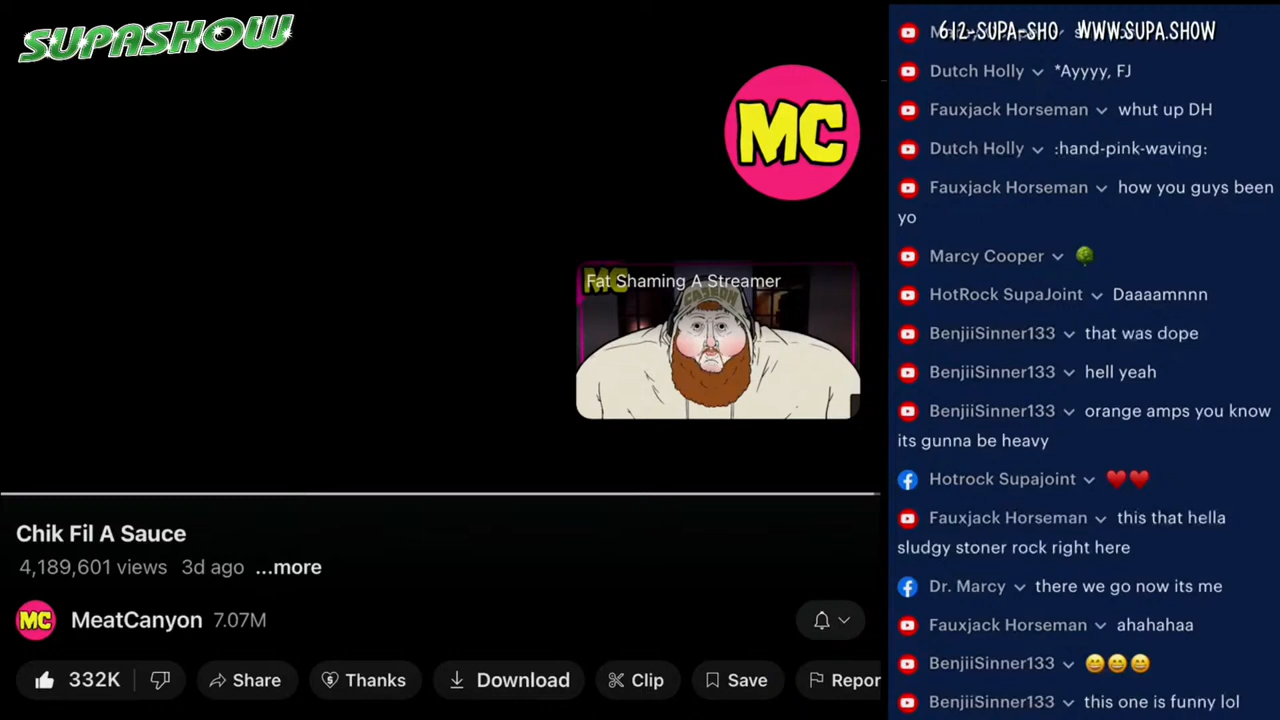 SUPASHOW
612-SUPA-SHO WWW.SUPA.SHOW
Dutch Holly *Ayyyy, FJ
MC
Fauxjack Horseman whut up DH
Dutch Holly :hand-pink-waving:
Fauxjack Horseman how you guys been
yo
Marcy Cooper 🥦
MC
Fat Shaming A Streamer
HotRock SupaJoint Daaaamnnn
BenjiiSinner133 that was dope
BenjiiSinner133 hell yeah
BenjiiSinner133 orange amps you know
its gunna be heavy
Hotrock Supajoint ♥️♥️
Fauxjack Horseman this that hella
sludgy stoner rock right here
Dr. Marcy there we go now its me
Fauxjack Horseman ahahahaa
BenjiiSinner133 😄😄😄
BenjiiSinner133 this one is funny lol
Chik Fil A Sauce
4,189,601 views 3d ago ...more
MC MeatCanyon 7.07M
332K Share Thanks Download Clip Save Repor